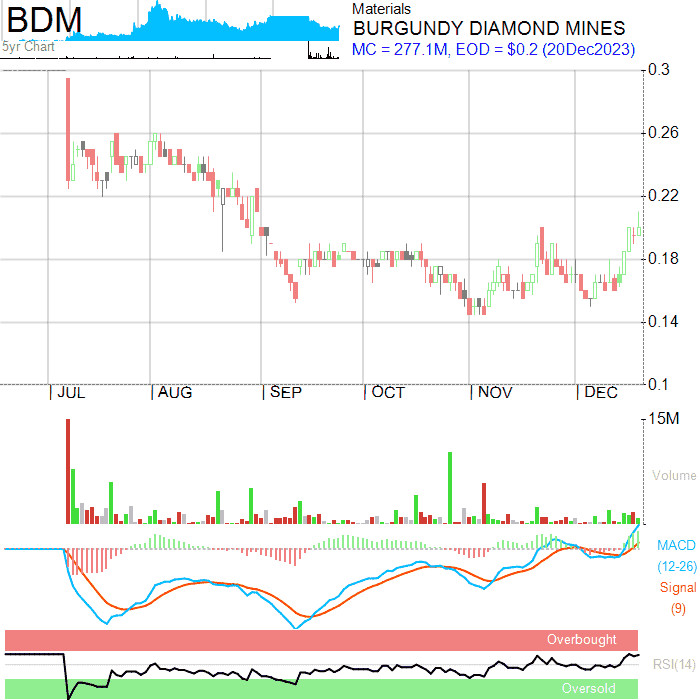 BDM
5yr Chart
Materials
BURGUNDY DIAMOND MINES
MC = 277.1M, EOD = $0.2 (20Dec2023)
0.3
0.26
0.22
0.18
0.14
0.1
JUL AUG SEP OCT NOV DEC
15M
Volume
MACD
(12-26)
Signal
(9)
Overbought
RSI(14)
Oversold